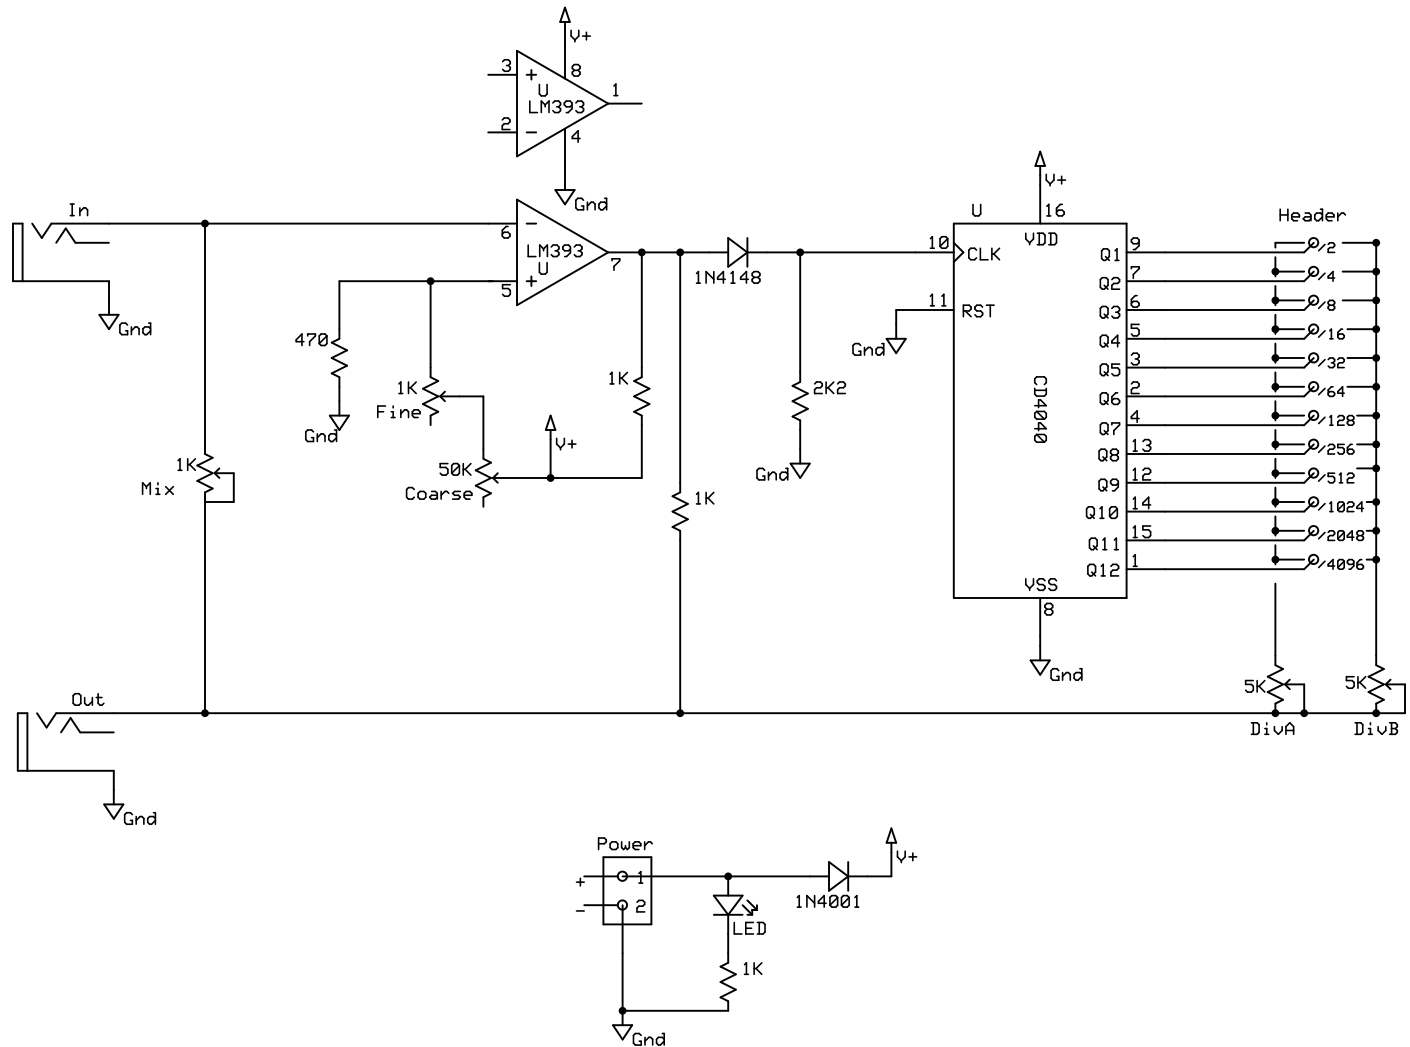 V+
3
+
8
U
LM393
1
2
−
4
Gnd
V+
In
6
−
LM393
U
7
5
+
Gnd
470
Gnd
1K
Fine
50K
Coarse
V+
1K
1K
1N4148
2K2
Gnd
1K
Mix
U
16
VDD
10
CLK
11
RST
Gnd
CD4040
Q1
9
Q2
7
Q3
6
Q4
5
Q5
3
Q6
2
Q7
4
Q8
13
Q9
12
Q10
14
Q11
15
Q12
1
VSS
8
Gnd
Header
/2
/4
/8
/16
/32
/64
/128
/256
/512
/1024
/2048
/4096
5K
DivA
5K
DivB
Out
Gnd
Power
+
1
−
2
LED
1K
1N4001
V+
Gnd